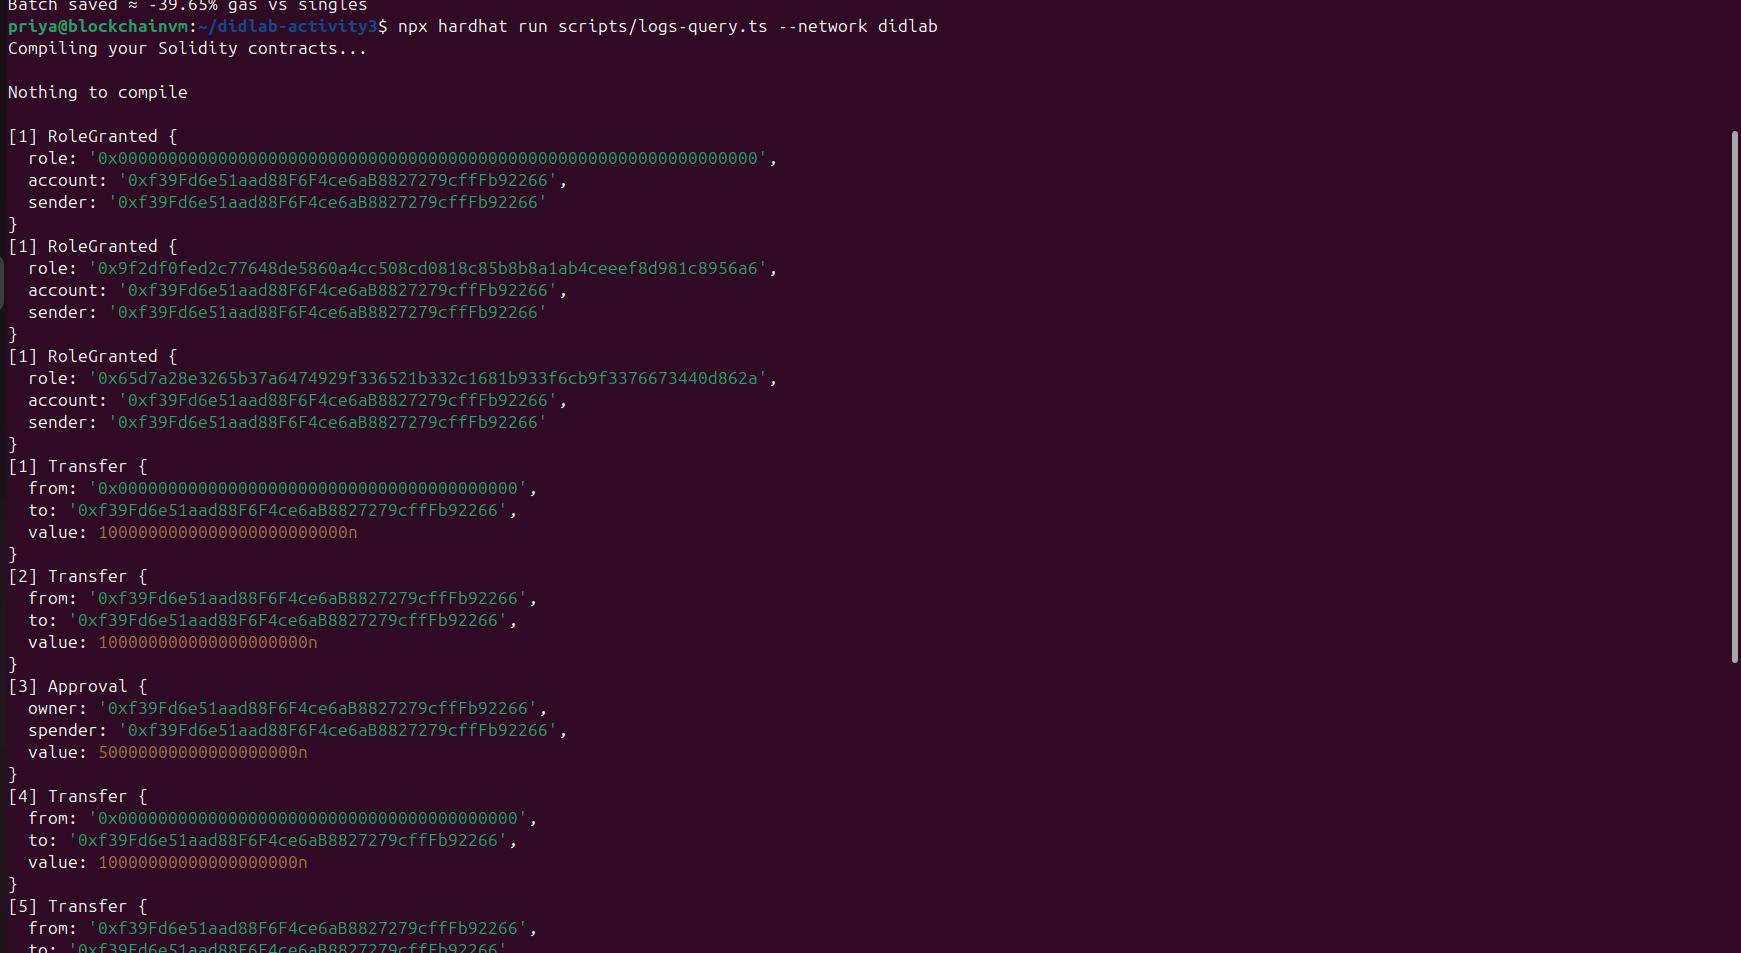 Batch saved ≈ -39.65% gas vs singles
priya@blockchainvm:~/didlab-activity3$ npx hardhat run scripts/logs-query.ts --network didlab
Compiling your Solidity contracts...

Nothing to compile

[1] RoleGranted {
  role: '0x0000000000000000000000000000000000000000000000000000000000000000',
  account: '0xf39Fd6e51aad88F6F4ce6aB8827279cffFb92266',
  sender: '0xf39Fd6e51aad88F6F4ce6aB8827279cffFb92266'
}
[1] RoleGranted {
  role: '0x9f2df0fed2c77648de5860a4cc508cd0818c85b8b8a1ab4ceeef8d981c8956a6',
  account: '0xf39Fd6e51aad88F6F4ce6aB8827279cffFb92266',
  sender: '0xf39Fd6e51aad88F6F4ce6aB8827279cffFb92266'
}
[1] RoleGranted {
  role: '0x65d7a28e3265b37a6474929f336521b332c1681b933f6cb9f3376673440d862a',
  account: '0xf39Fd6e51aad88F6F4ce6aB8827279cffFb92266',
  sender: '0xf39Fd6e51aad88F6F4ce6aB8827279cffFb92266'
}
[1] Transfer {
  from: '0x0000000000000000000000000000000000000000',
  to: '0xf39Fd6e51aad88F6F4ce6aB8827279cffFb92266',
  value: 1000000000000000000000000n
}
[2] Transfer {
  from: '0xf39Fd6e51aad88F6F4ce6aB8827279cffFb92266',
  to: '0xf39Fd6e51aad88F6F4ce6aB8827279cffFb92266',
  value: 100000000000000000000n
}
[3] Approval {
  owner: '0xf39Fd6e51aad88F6F4ce6aB8827279cffFb92266',
  spender: '0xf39Fd6e51aad88F6F4ce6aB8827279cffFb92266',
  value: 50000000000000000000n
}
[4] Transfer {
  from: '0x0000000000000000000000000000000000000000',
  to: '0xf39Fd6e51aad88F6F4ce6aB8827279cffFb92266',
  value: 10000000000000000000n
}
[5] Transfer {
  from: '0xf39Fd6e51aad88F6F4ce6aB8827279cffFb92266',
  to: '0xf39Fd6e51aad88F6F4ce6aB8827279cffFb92266'